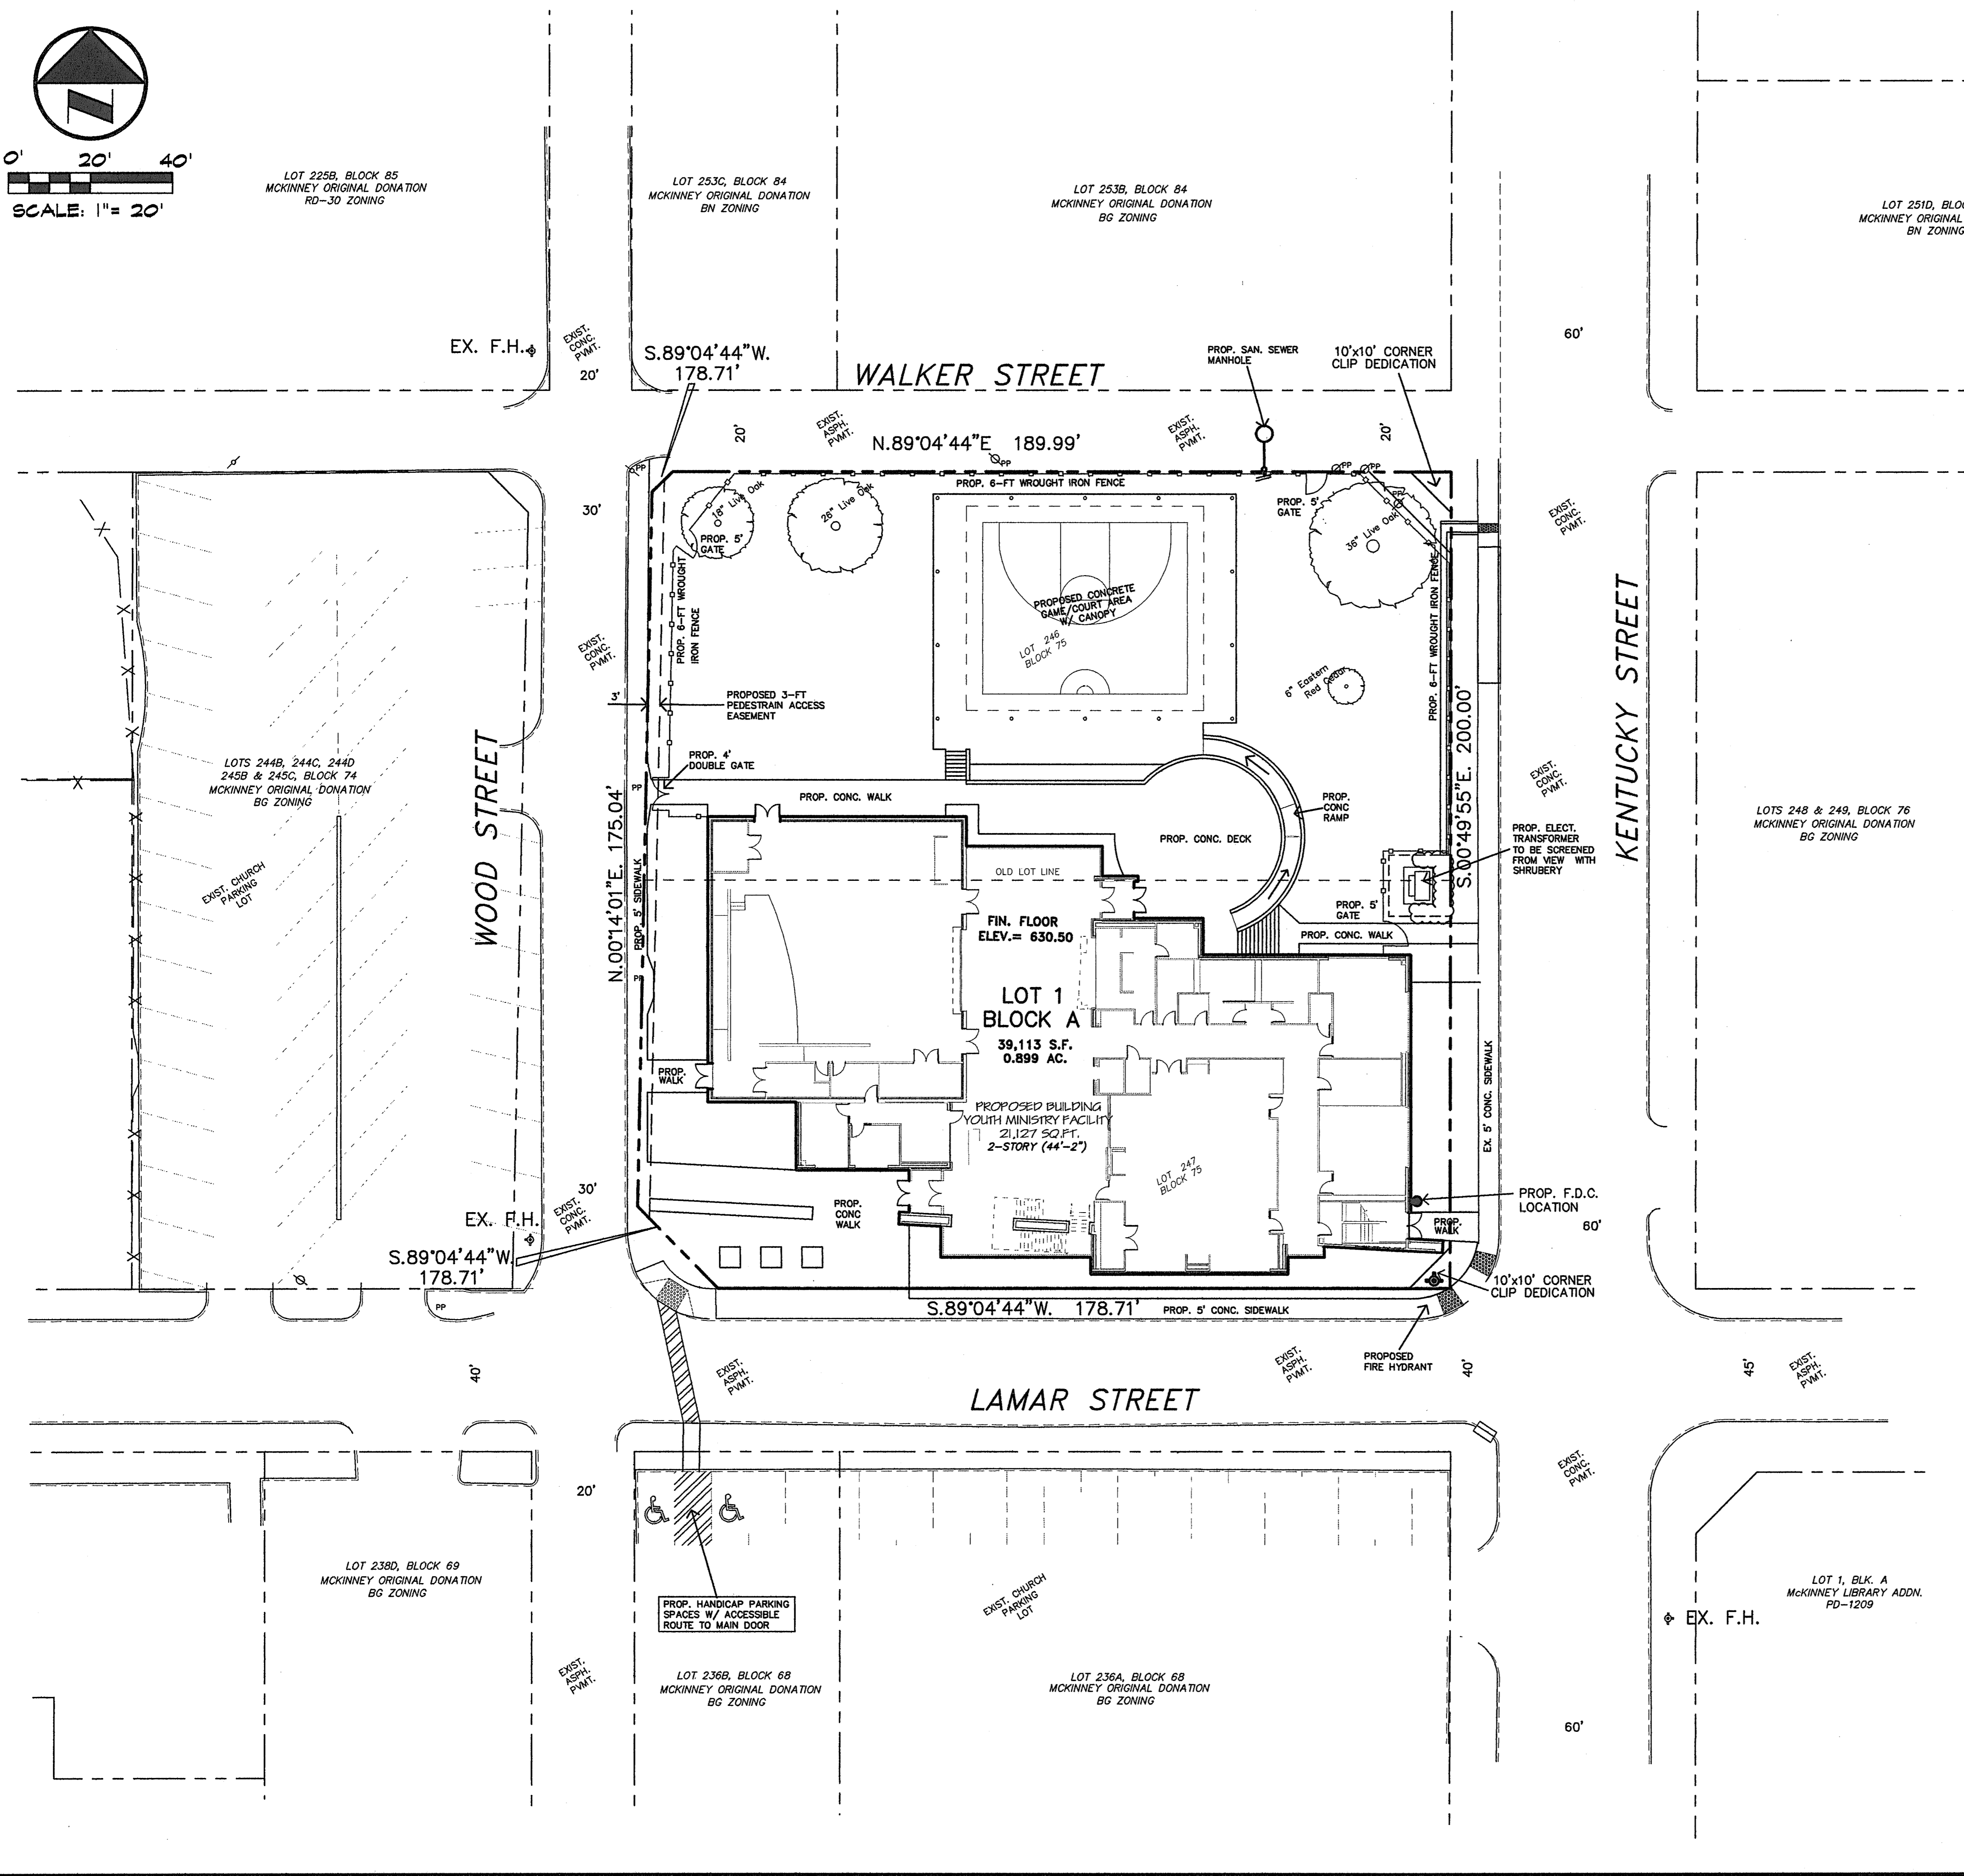 0' 20' 40'
SCALE: 1"= 20'
LOT 225B, BLOCK 85
MCKINNEY ORIGINAL DONATION
RD-30 ZONING
LOT 253C, BLOCK 84
MCKINNEY ORIGINAL DONATION
BN ZONING
LOT 253B, BLOCK 84
MCKINNEY ORIGINAL DONATION
BG ZONING
LOT 251D, BLOC
MCKINNEY ORIGINAL
BN ZONING
EX. F.H.
EXIST.
CONC.
PVMT.
20'
S.89°04'44"W.
178.71'
WALKER STREET
PROP. SAN. SEWER
MANHOLE
10'x10' CORNER
CLIP DEDICATION
60'
20'
EXIST.
ASPH.
PVMT.
N.89°04'44"E 189.99'
EXIST.
ASPH.
PVMT.
20'
PP
PP
PP
PP
PP
PROP. 6-FT WROUGHT IRON FENCE
30'
18" Live Oak
28" Live Oak
PROP. 5'
GATE
PROP. 5'
GATE
36" Live Oak
EXIST.
CONC.
PVMT.
PROP. 6-FT WROUGHT
IRON FENCE
PROPOSED CONCRETE
GAME/COURT AREA
W/ CANOPY
LOT 246
BLOCK 75
PROP. 6-FT WROUGHT IRON FENCE
EXIST.
CONC.
PVMT.
3'
PROPOSED 3-FT
PEDESTRAIN ACCESS
EASEMENT
6" Eastern
Red Cedar
S.00°49'55"E. 200.00'
KENTUCKY STREET
WOOD STREET
LOTS 244B, 244C, 244D
245B & 245C, BLOCK 74
MCKINNEY ORIGINAL DONATION
BG ZONING
PROP. 4'
DOUBLE GATE
PP
N.00°14'01"E. 175.04'
PROP. CONC. WALK
PROP.
CONC
RAMP
EXIST.
CONC.
PVMT.
LOTS 248 & 249, BLOCK 76
MCKINNEY ORIGINAL DONATION
BG ZONING
PROP. CONC. DECK
PROP. ELECT.
TRANSFORMER
TO BE SCREENED
FROM VIEW WITH
SHRUBERY
EXIST. CHURCH
PARKING
LOT
OLD LOT LINE
PROP. 5' SIDEWALK
PROP. 5'
GATE
FIN. FLOOR
ELEV.= 630.50
PROP. CONC. WALK
PP
LOT 1
BLOCK A
39,113 S.F.
0.899 AC.
PROP.
WALK
EX. 5' CONC. SIDEWALK
PROPOSED BUILDING
YOUTH MINISTRY FACILITY
21,127 SQ.FT.
2-STORY (44'-2")
LOT 247
BLOCK 75
30'
EXIST.
CONC.
PVMT.
EX. F.H.
PROP.
CONC
WALK
PROP. F.D.C.
LOCATION
60'
PROP.
WALK
S.89°04'44"W.
178.71'
10'x10' CORNER
CLIP DEDICATION
PP
S.89°04'44"W. 178.71'
PROP. 5' CONC. SIDEWALK
PROPOSED
FIRE HYDRANT
40'
EXIST.
ASPH.
PVMT.
LAMAR STREET
EXIST.
ASPH.
PVMT.
40'
45'
EXIST.
ASPH.
PVMT.
EXIST.
CONC.
PVMT.
20'
LOT 238D, BLOCK 69
MCKINNEY ORIGINAL DONATION
BG ZONING
PROP. HANDICAP PARKING
SPACES W/ ACCESSIBLE
ROUTE TO MAIN DOOR
EXIST. CHURCH
PARKING
LOT
LOT 1, BLK. A
McKINNEY LIBRARY ADDN.
PD-1209
EX. F.H.
EXIST.
ASPH.
PVMT.
LOT 236B, BLOCK 68
MCKINNEY ORIGINAL DONATION
BG ZONING
LOT 236A, BLOCK 68
MCKINNEY ORIGINAL DONATION
BG ZONING
60'